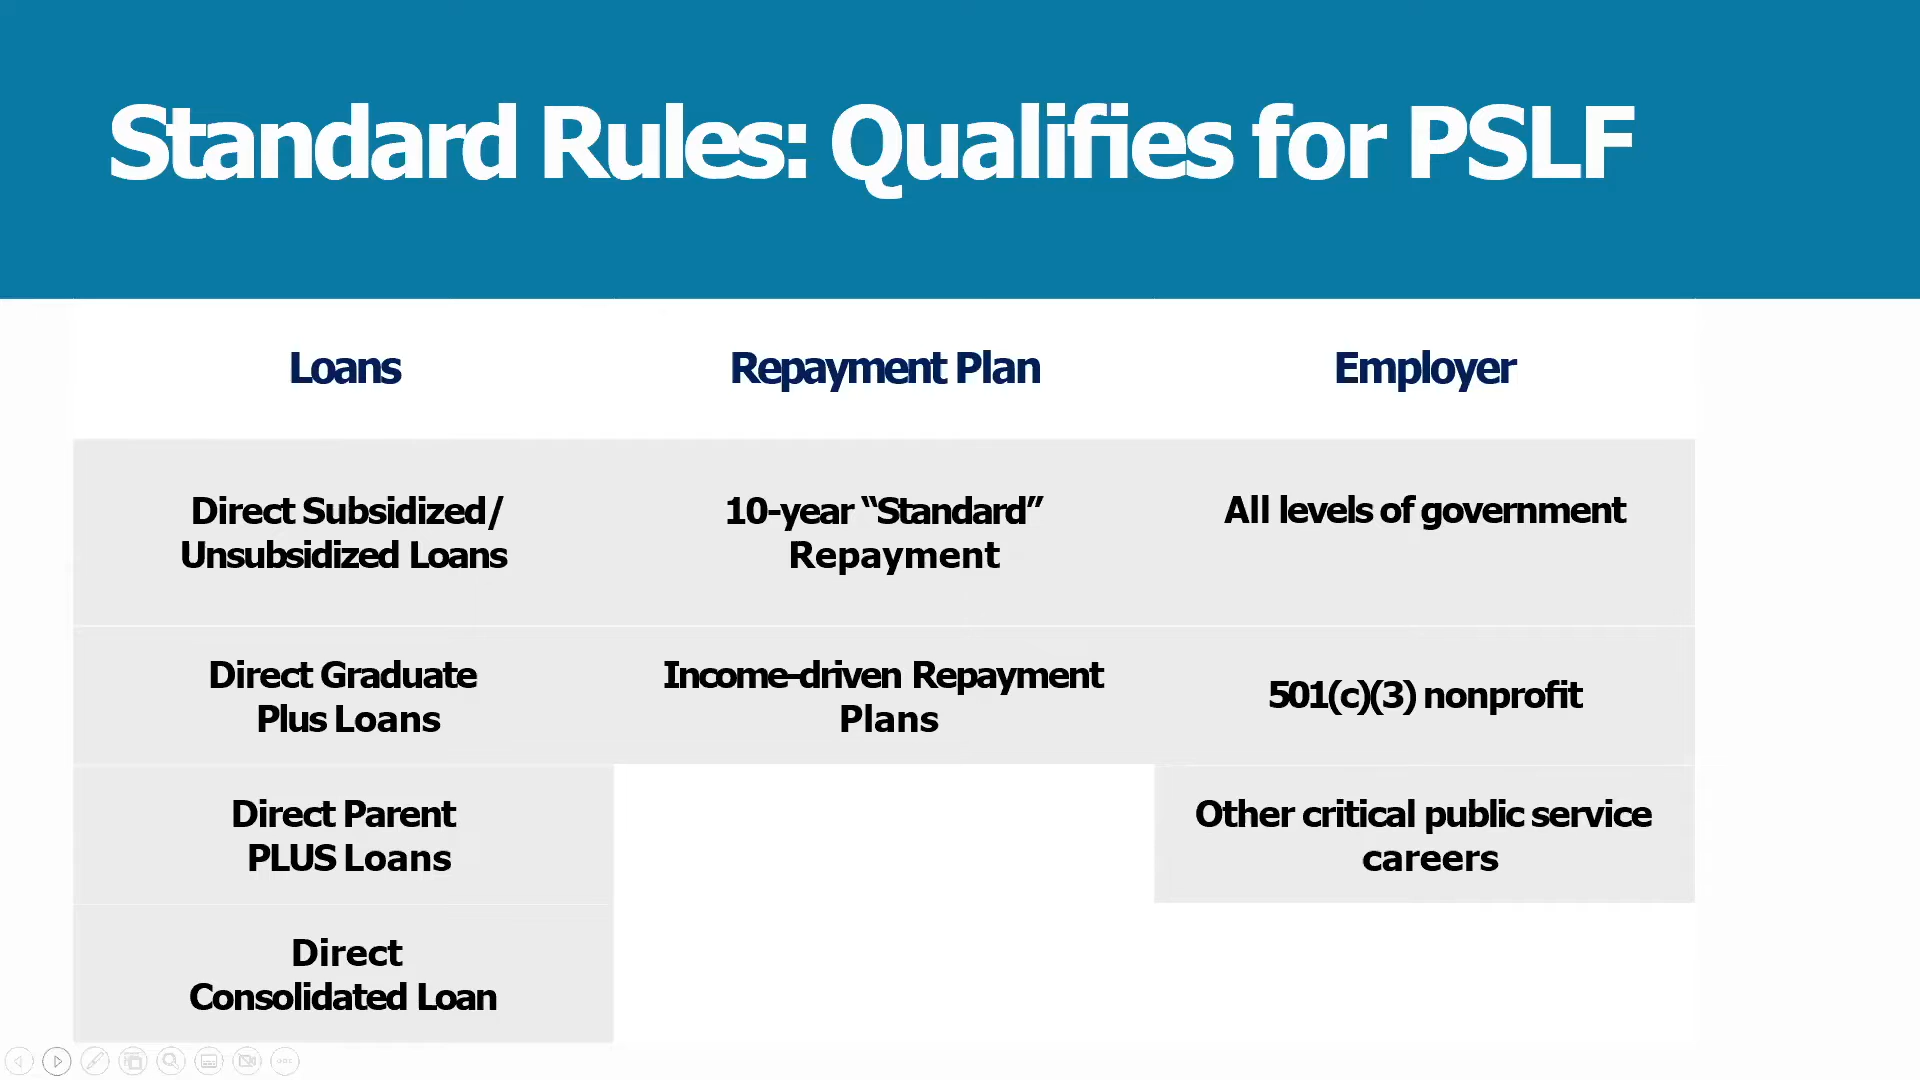 Standard Rules: Qualifies for PSLF
Loans
Repayment Plan
Employer
Direct Subsidized/
Unsubsidized Loans
10-year “Standard”
Repayment
All levels of government
Direct Graduate
Plus Loans
Income-driven Repayment
Plans
501(c)(3) nonprofit
Direct Parent
PLUS Loans
Other critical public service
careers
Direct
Consolidated Loan